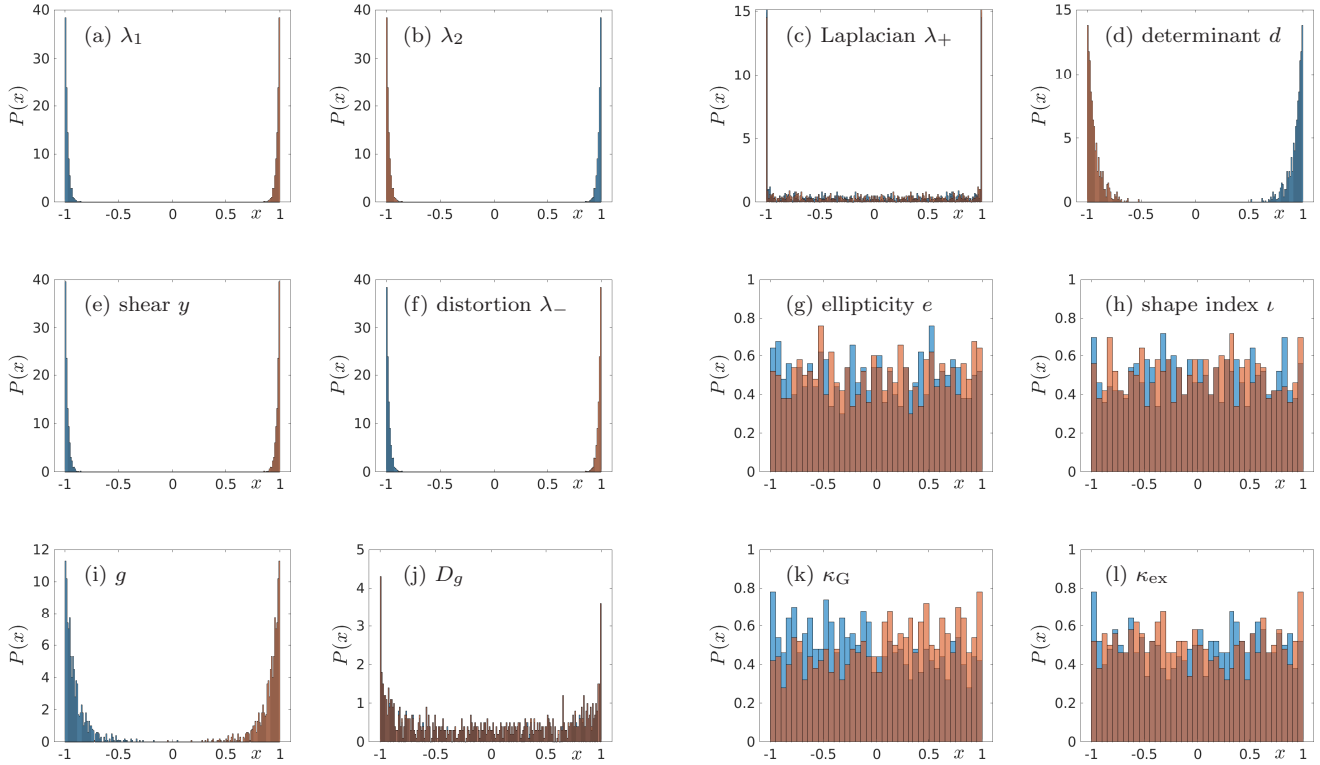 (a) λ₁
P(x)
40
30
20
10
0
-1 -0.5 0 0.5 x 1
(b) λ₂
P(x)
40
30
20
10
0
-1 -0.5 0 0.5 x 1
(c) Laplacian λ₊
P(x)
15
10
5
0
-1 -0.5 0 0.5 x 1
(d) determinant d
P(x)
15
10
5
0
-1 -0.5 0 0.5 x 1
(e) shear y
P(x)
40
30
20
10
0
-1 -0.5 0 0.5 x 1
(f) distortion λ₋
P(x)
40
30
20
10
0
-1 -0.5 0 0.5 x 1
(g) ellipticity e
P(x)
1
0.8
0.6
0.4
0.2
0
-1 -0.5 0 0.5 x 1
(h) shape index ι
P(x)
1
0.8
0.6
0.4
0.2
0
-1 -0.5 0 0.5 x 1
(i) g
P(x)
12
10
8
6
4
2
0
-1 -0.5 0 0.5 x 1
(j) D_g
P(x)
5
4
3
2
1
0
-1 -0.5 0 0.5 x 1
(k) κ_G
P(x)
1
0.8
0.6
0.4
0.2
0
-1 -0.5 0 0.5 x 1
(l) κ_ex
P(x)
1
0.8
0.6
0.4
0.2
0
-1 -0.5 0 0.5 x 1